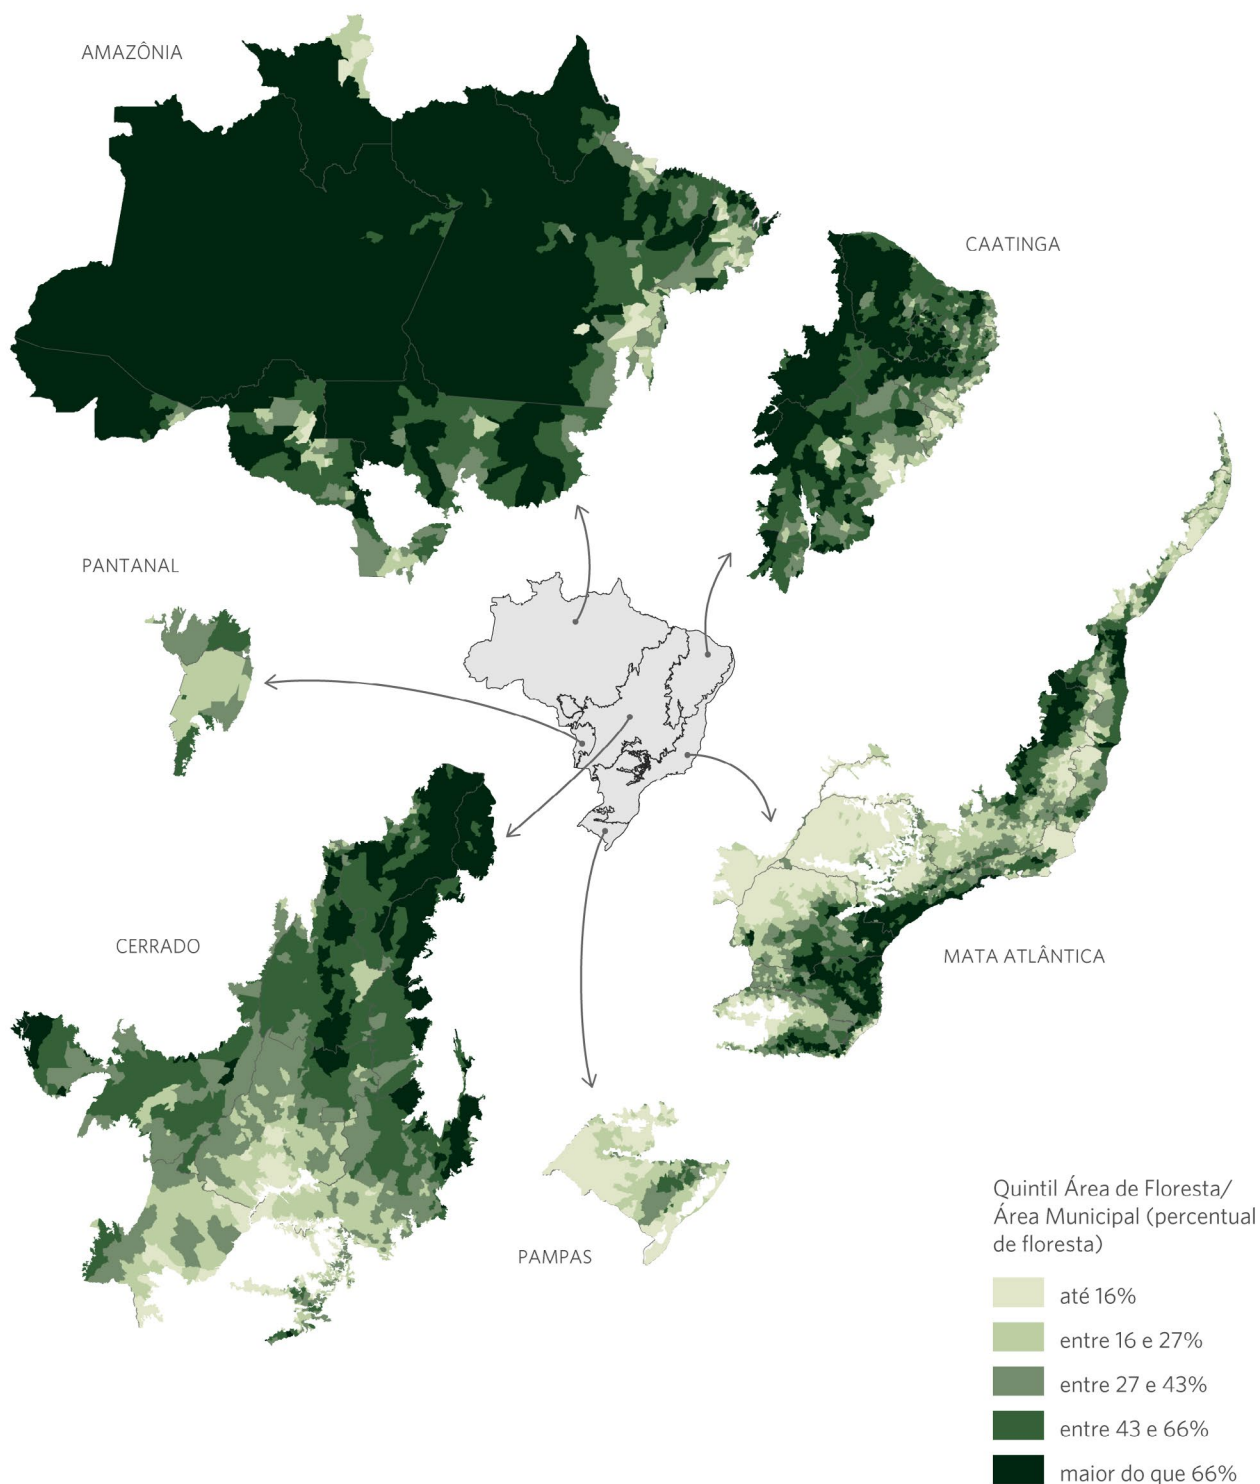 AMAZÔNIA
CAATINGA
PANTANAL
CERRADO
MATA ATLÂNTICA
PAMPAS
Quintil Área de Floresta/
Área Municipal (percentual
de floresta)
até 16%
entre 16 e 27%
entre 27 e 43%
entre 43 e 66%
maior do que 66%